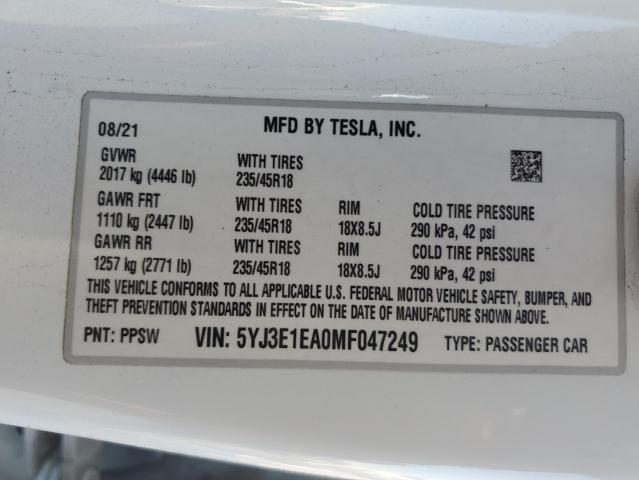 08/21 MFD BY TESLA, INC.
GVWR WITH TIRES
2017 kg (4446 lb) 235/45R18
GAWR FRT WITH TIRES RIM COLD TIRE PRESSURE
1110 kg (2447 lb) 235/45R18 18X8.5J 290 kPa, 42 psi
GAWR RR WITH TIRES RIM COLD TIRE PRESSURE
1257 kg (2771 lb) 235/45R18 18X8.5J 290 kPa, 42 psi
THIS VEHICLE CONFORMS TO ALL APPLICABLE U.S. FEDERAL MOTOR VEHICLE SAFETY, BUMPER, AND
THEFT PREVENTION STANDARDS IN EFFECT ON THE DATE OF MANUFACTURE SHOWN ABOVE.
PNT: PPSW VIN: 5YJ3E1EA0MF047249 TYPE: PASSENGER CAR